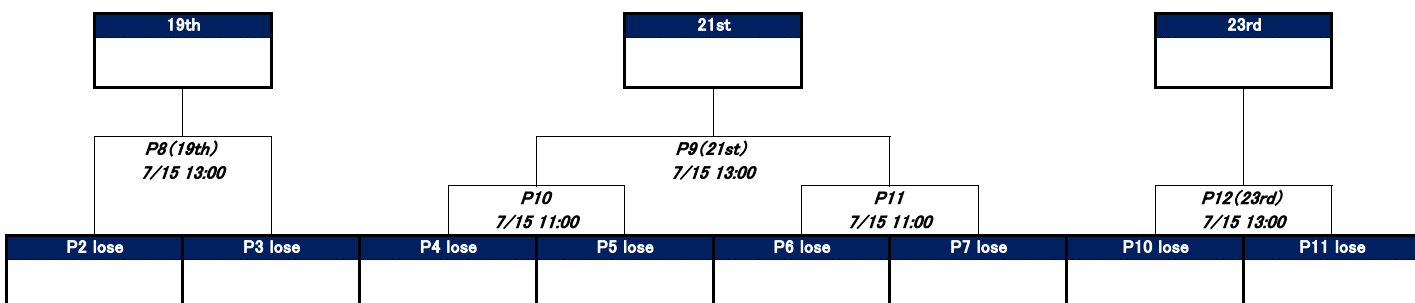 19th
21st
23rd
P8(19th)
7/15 13:00
P9(21st)
7/15 13:00
P10
7/15 11:00
P11
7/15 11:00
P12(23rd)
7/15 13:00
P2 lose
P3 lose
P4 lose
P5 lose
P6 lose
P7 lose
P10 lose
P11 lose